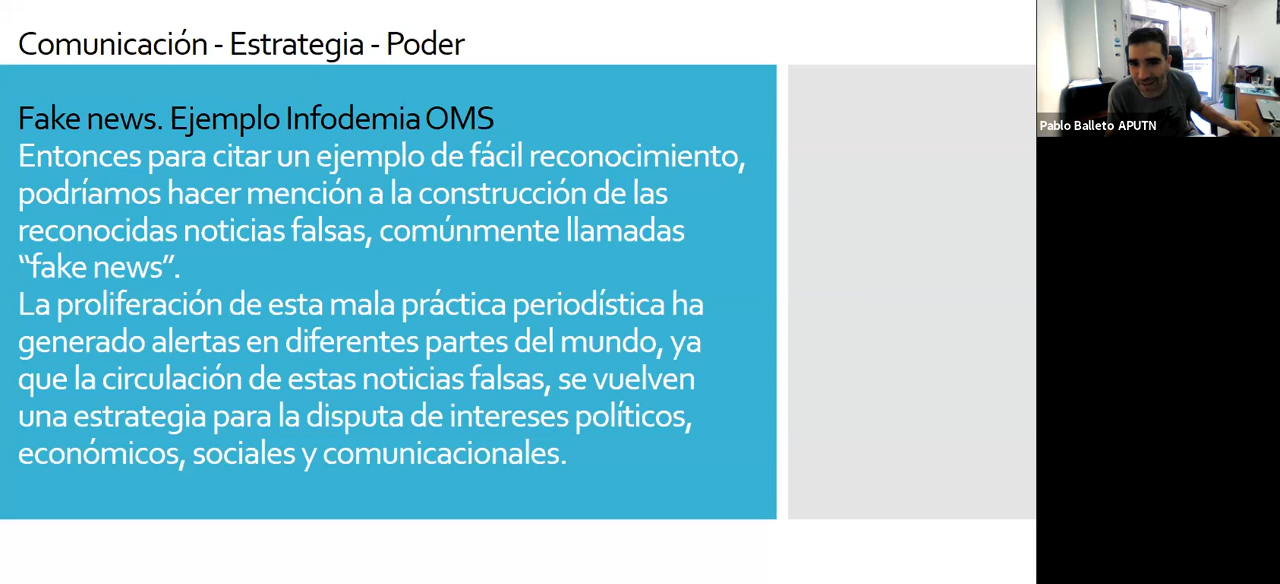 Comunicación - Estrategia - Poder
Fake news. Ejemplo Infodemia OMS
Entonces para citar un ejemplo de fácil reconocimiento,
podríamos hacer mención a la construcción de las
reconocidas noticias falsas, comúnmente llamadas
“fake news”.
La proliferación de esta mala práctica periodística ha
generado alertas en diferentes partes del mundo, ya
que la circulación de estas noticias falsas, se vuelven
una estrategia para la disputa de intereses políticos,
económicos, sociales y comunicacionales.
Pablo Balleto APUTN